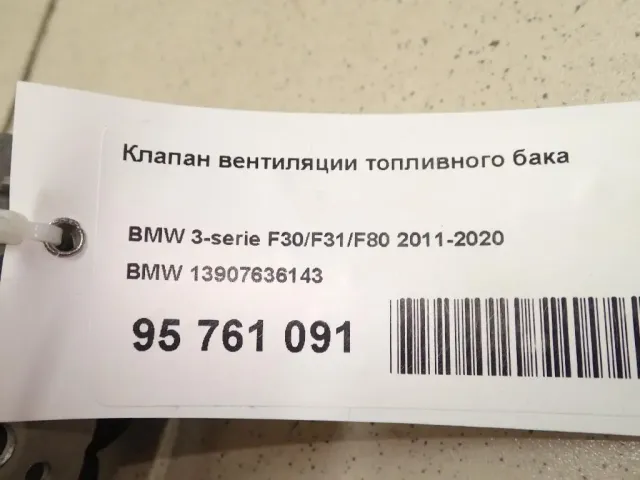 Клапан вентиляции топливного бака
BMW 3-serie F30/F31/F80 2011-2020
BMW 13907636143
95 761 091